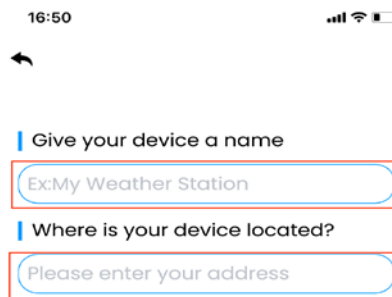 16:50
Give your device a name
Ex:My Weather Station
Where is your device located?
Please enter your address